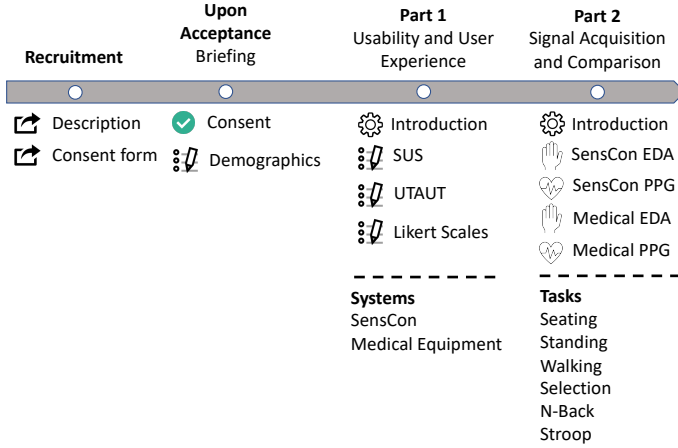 Recruitment
Upon
Acceptance
Briefing
Part 1
Usability and User
Experience
Part 2
Signal Acquisition
and Comparison
Description
Consent form
Consent
Demographics
Introduction
SUS
UTAUT
Likert Scales
Systems
SensCon
Medical Equipment
Introduction
SensCon EDA
SensCon PPG
Medical EDA
Medical PPG
Tasks
Seating
Standing
Walking
Selection
N-Back
Stroop